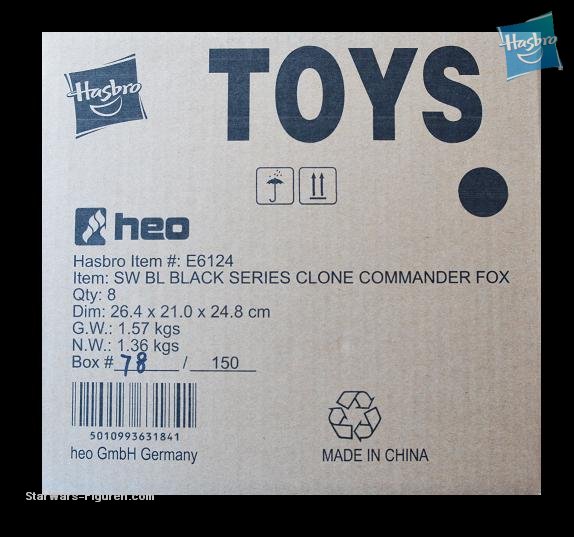 Hasbro
TOYS
Hasbro
heo
Hasbro Item #: E6124
Item: SW BL BLACK SERIES CLONE COMMANDER FOX
Qty: 8
Dim: 26.4 x 21.0 x 24.8 cm
G.W.: 1.57 kgs
N.W.: 1.36 kgs
Box # 78 / 150
5010993631841
heo GmbH Germany
MADE IN CHINA
Starwars-Figuren.com